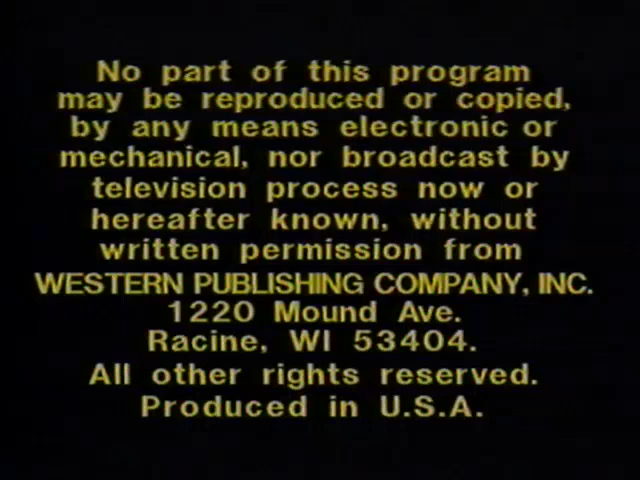 No part of this program
may be reproduced or copied,
by any means electronic or
mechanical, nor broadcast by
television process now or
hereafter known, without
written permission from
WESTERN PUBLISHING COMPANY, INC.
1220 Mound Ave.
Racine, WI 53404.
All other rights reserved.
Produced in U.S.A.